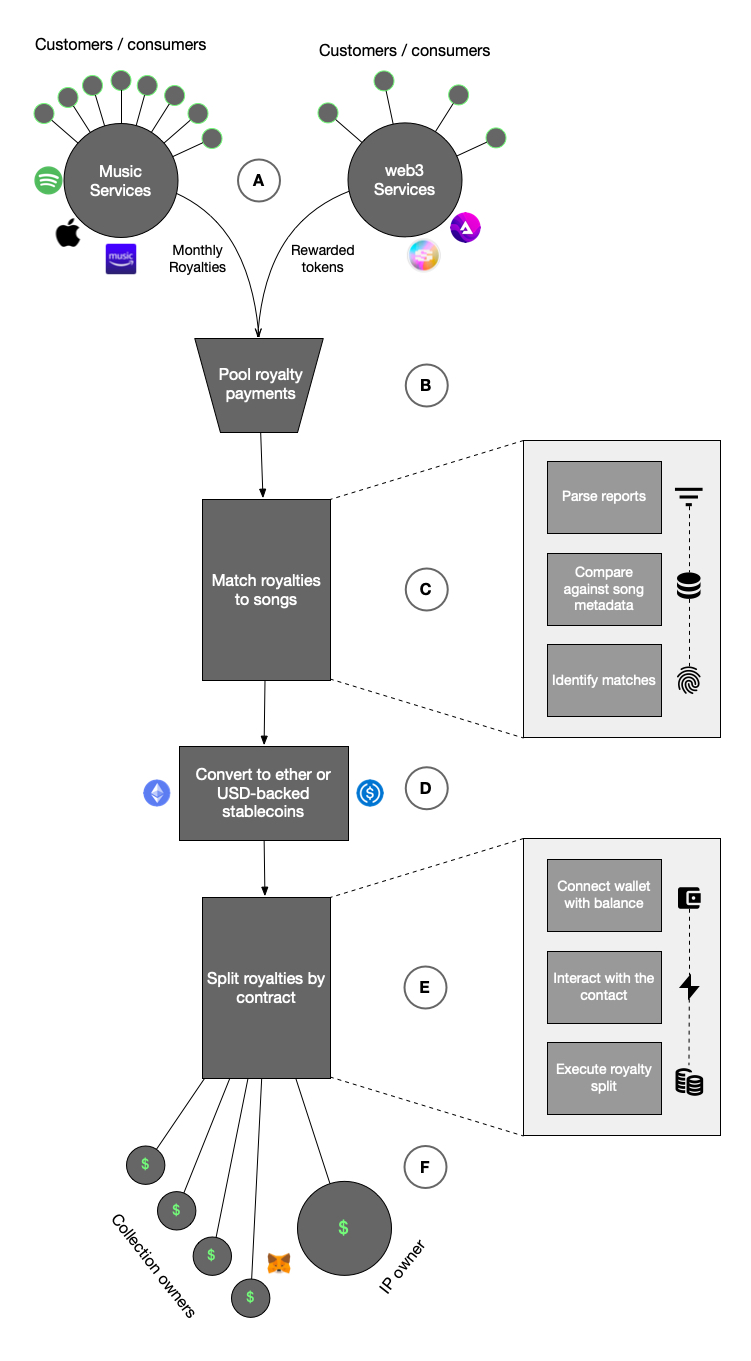 Customers / consumers
Customers / consumers
Music
Services
web3
Services
A
music
Monthly
Royalties
Rewarded
tokens
Pool royalty
payments
B
Match royalties
to songs
C
Parse reports
Compare
against song
metadata
Identify matches
Convert to ether or
USD-backed
stablecoins
$
D
Split royalties by
contract
E
Connect wallet
with balance
Interact with the
contact
Execute royalty
split
F
$
$
$
$
$
Collection owners
IP owner